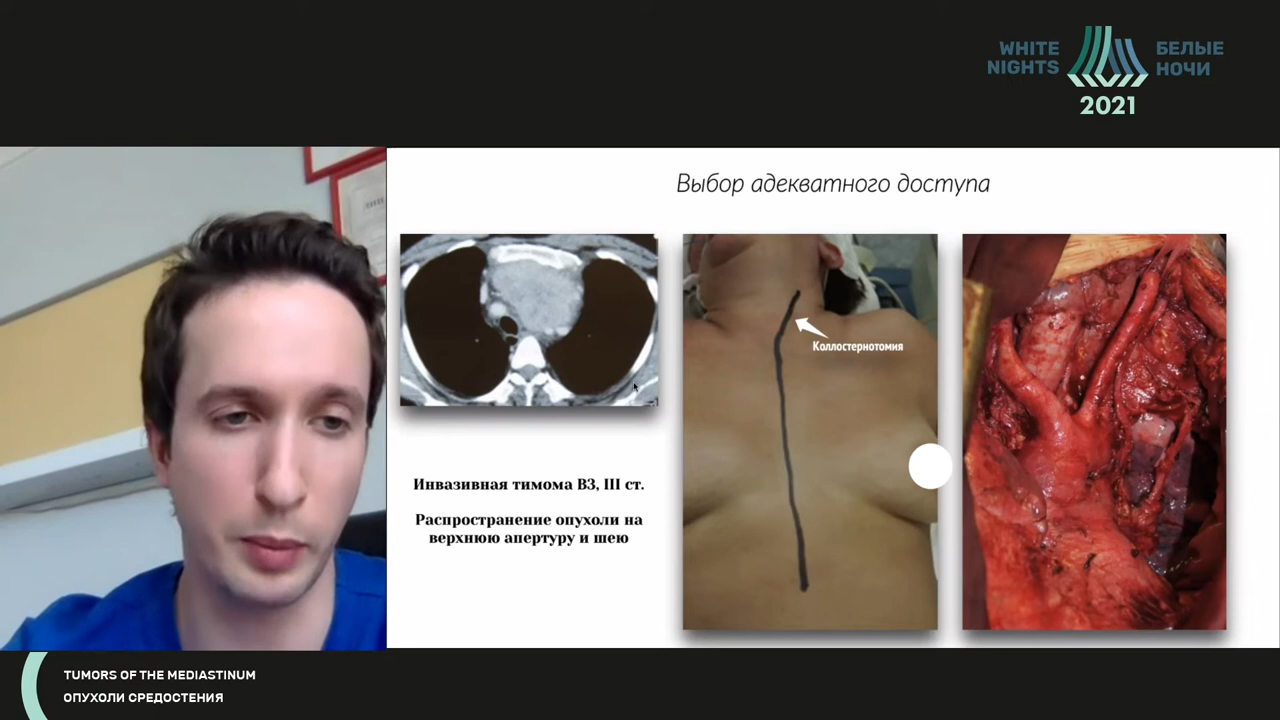 WHITE
NIGHTS
БЕЛЫЕ
НОЧИ
2021
Выбор адекватного доступа
Коллостернотомия
Инвазивная тимома B3, III ст.
Распространение опухоли на
верхнюю апертуру и шею
TUMORS OF THE MEDIASTINUM
ОПУХОЛИ СРЕДОСТЕНИЯ